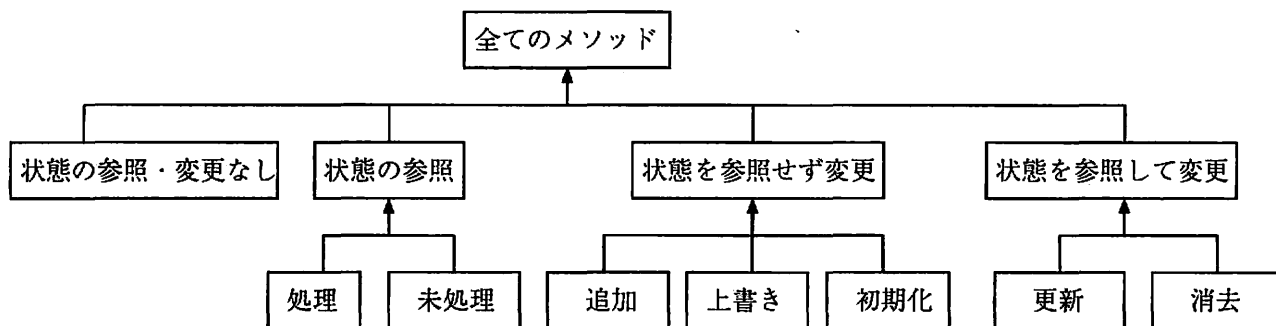 全てのメソッド
状態の参照・変更なし
状態の参照
状態を参照せず変更
状態を参照して変更
処理
未処理
追加
上書き
初期化
更新
消去